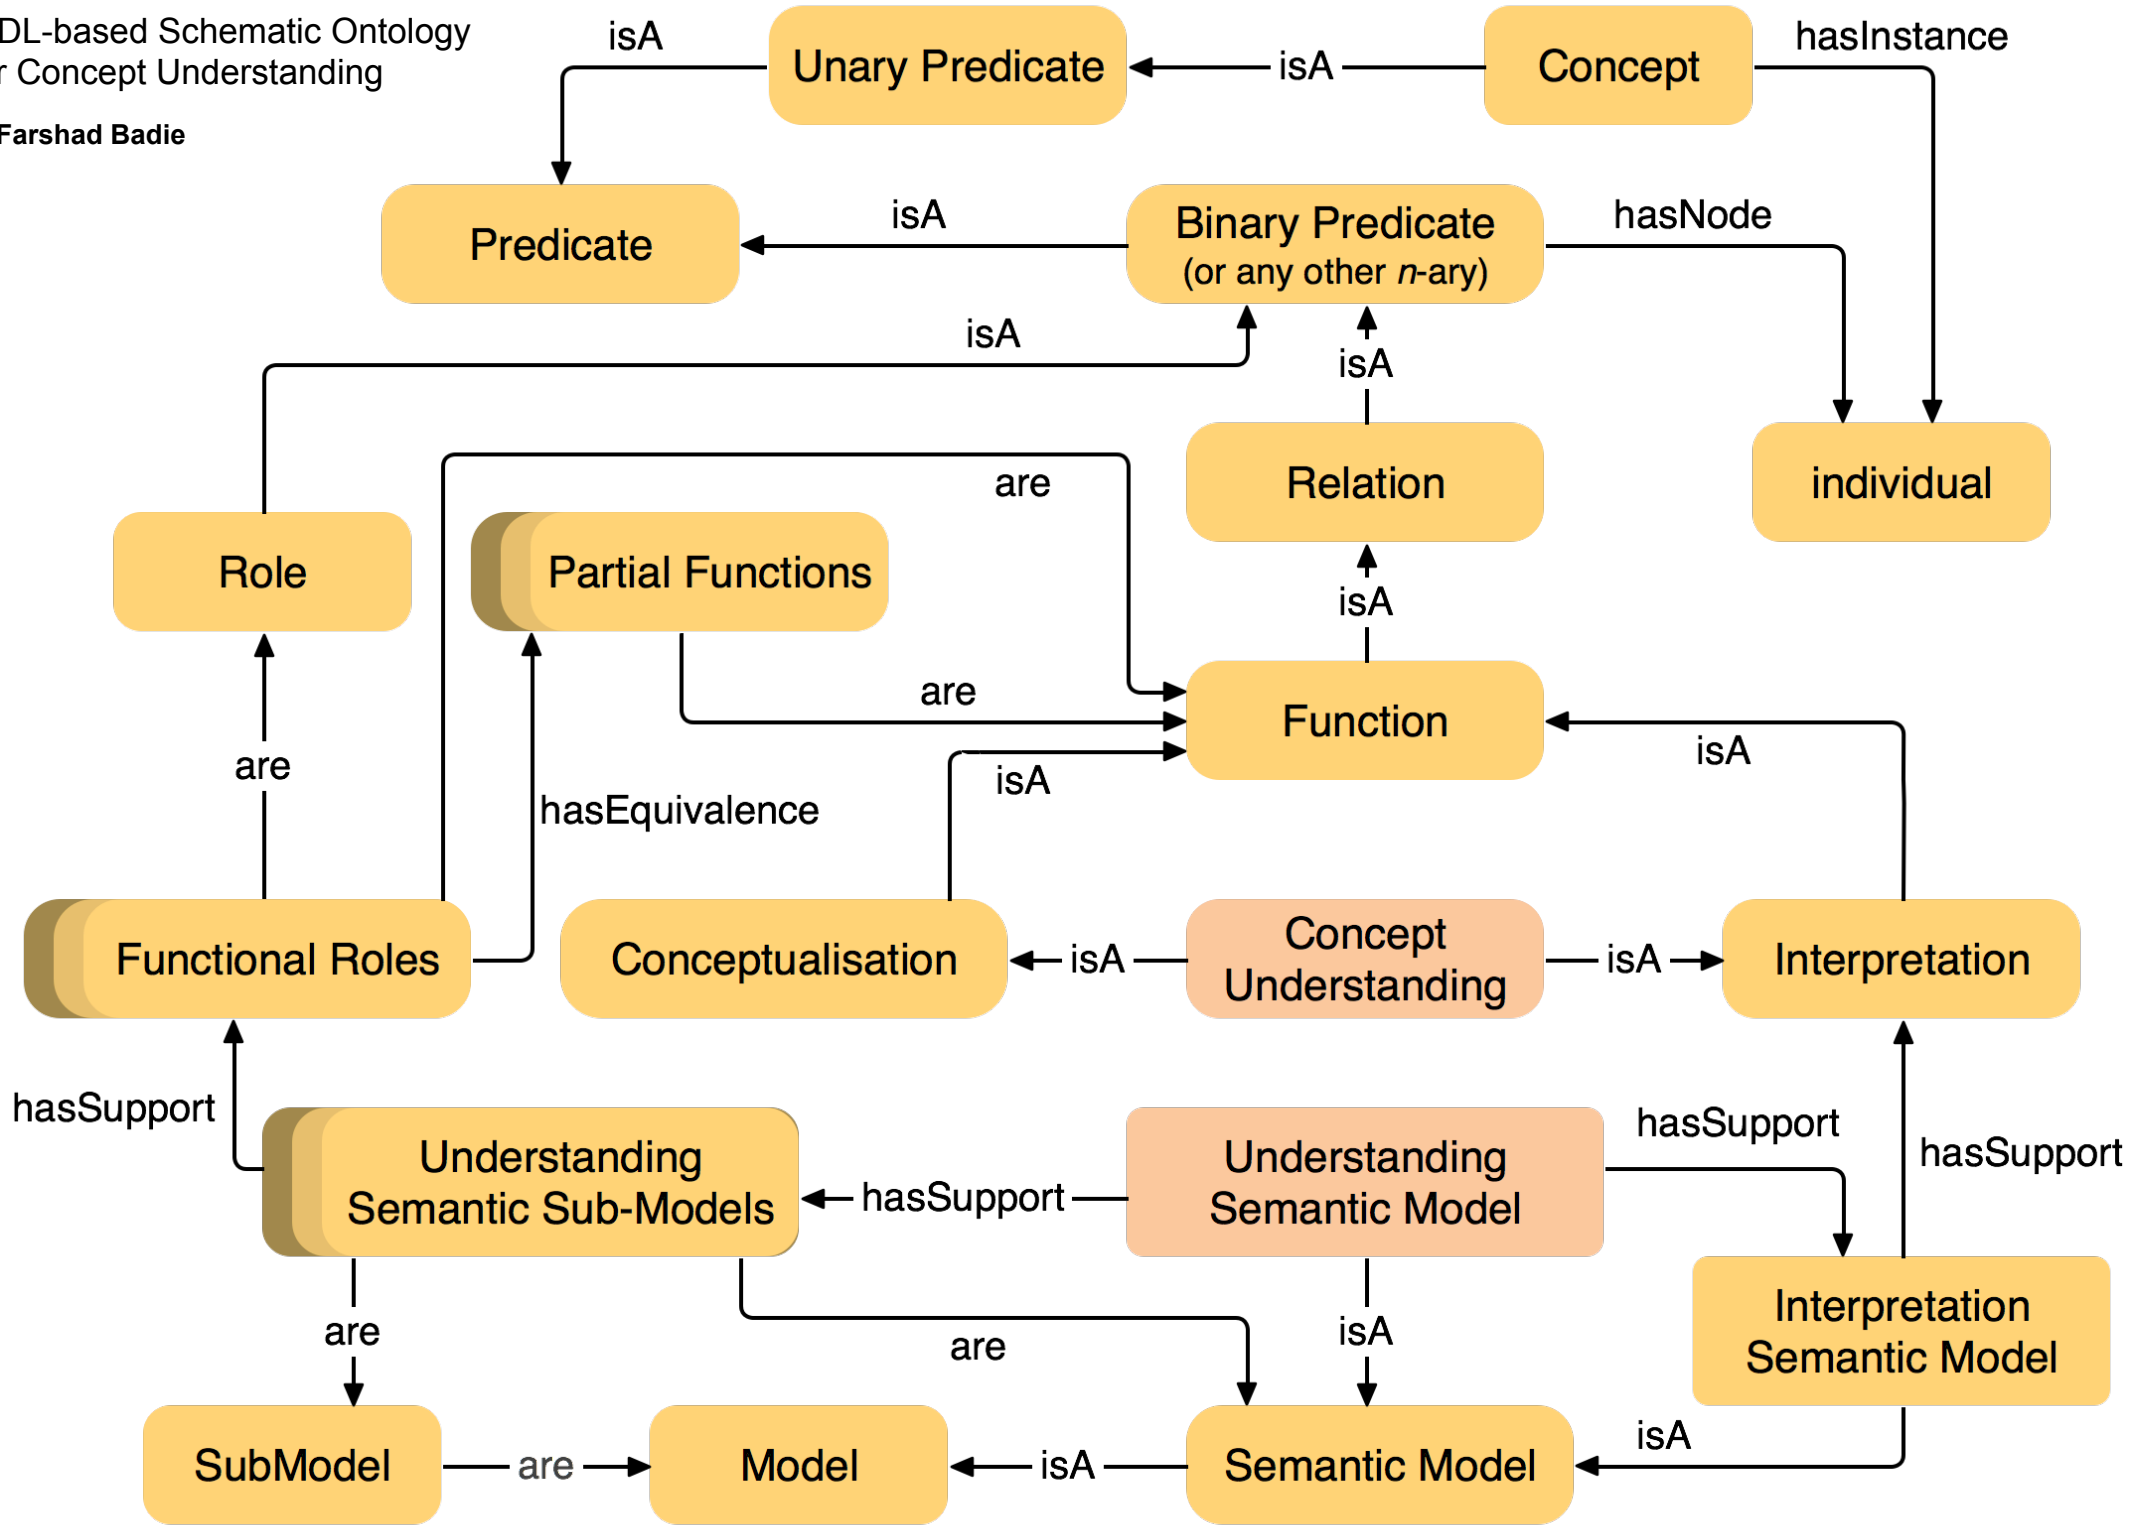 DL-based Schematic Ontology
r Concept Understanding
Farshad Badie
isA
Unary Predicate
isA
Concept
hasInstance
Predicate
isA
Binary Predicate
(or any other n-ary)
hasNode
isA
isA
are
Relation
individual
Role
Partial Functions
isA
are
Function
are
isA
isA
hasEquivalence
Functional Roles
Conceptualisation
isA
Concept
Understanding
isA
Interpretation
hasSupport
Understanding
Semantic Sub-Models
hasSupport
Understanding
Semantic Model
hasSupport
hasSupport
are
are
isA
Interpretation
Semantic Model
SubModel
are
Model
isA
Semantic Model
isA